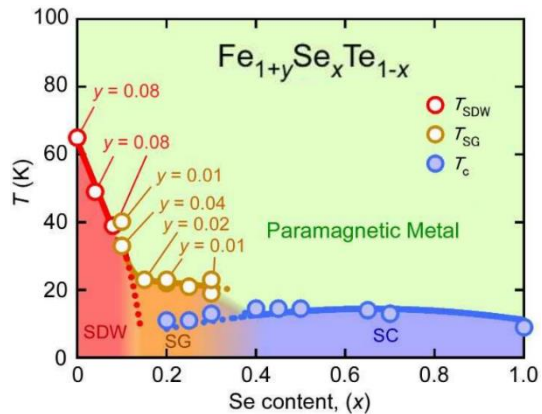 100
80
60
40
20
0
T (K)
Fe1+ySexTe1-x
TSDW
TSG
Tc
y = 0.08
y = 0.08
y = 0.01
y = 0.04
y = 0.02
y = 0.01
Paramagnetic Metal
SDW
SG
SC
0 0.2 0.4 0.6 0.8 1.0
Se content, (x)